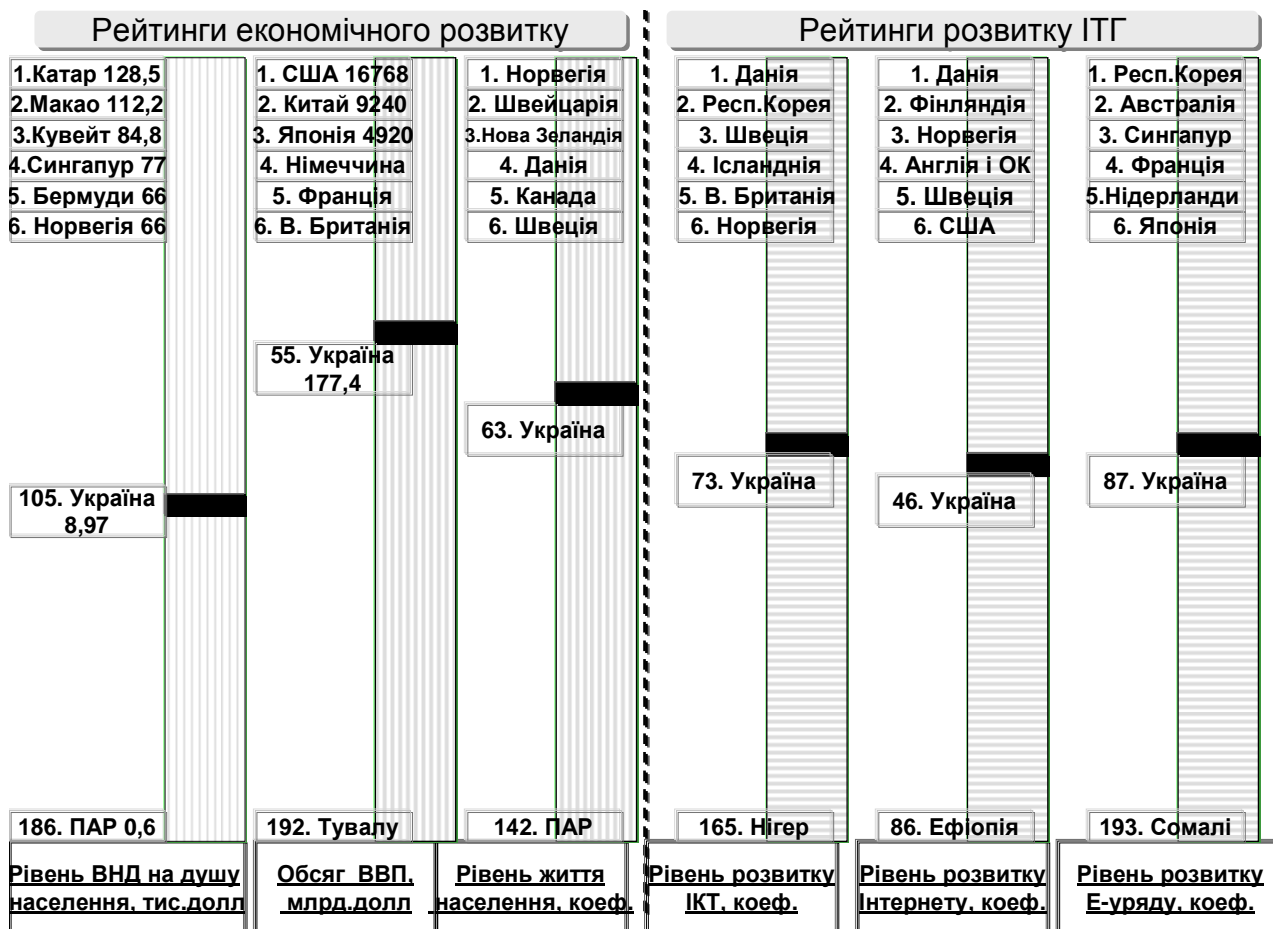 Рейтинги економічного розвитку
1.Катар 128,5
2.Макао 112,2
3.Кувейт 84,8
4.Сингапур 77
5. Бермуди 66
6. Норвегія 66
105. Україна
8,97
186. ПАР 0,6
Рівень ВНД на душу
населення, тис.долл
1. США 16768
2. Китай 9240
3. Японія 4920
4. Німеччина
5. Франція
6. В. Британія
55. Україна
177,4
192. Тувалу
Обсяг ВВП,
млрд.долл
1. Норвегія
2. Швейцарія
3.Нова Зеландія
4. Данія
5. Канада
6. Швеція
63. Україна
142. ПАР
Рівень життя
населення, коеф.
Рейтинги розвитку ІТГ
1. Данія
2. Респ.Корея
3. Швеція
4. Ісланднія
5. В. Британія
6. Норвегія
73. Україна
165. Нігер
Рівень розвитку
ІКТ, коеф.
1. Данія
2. Фінляндія
3. Норвегія
4. Англія і ОК
5. Швеція
6. США
46. Україна
86. Ефіопія
Рівень розвитку
Інтернету, коеф.
1. Респ.Корея
2. Австралія
3. Сингапур
4. Франція
5.Нідерланди
6. Японія
87. Україна
193. Сомалі
Рівень розвитку
Е-уряду, коеф.